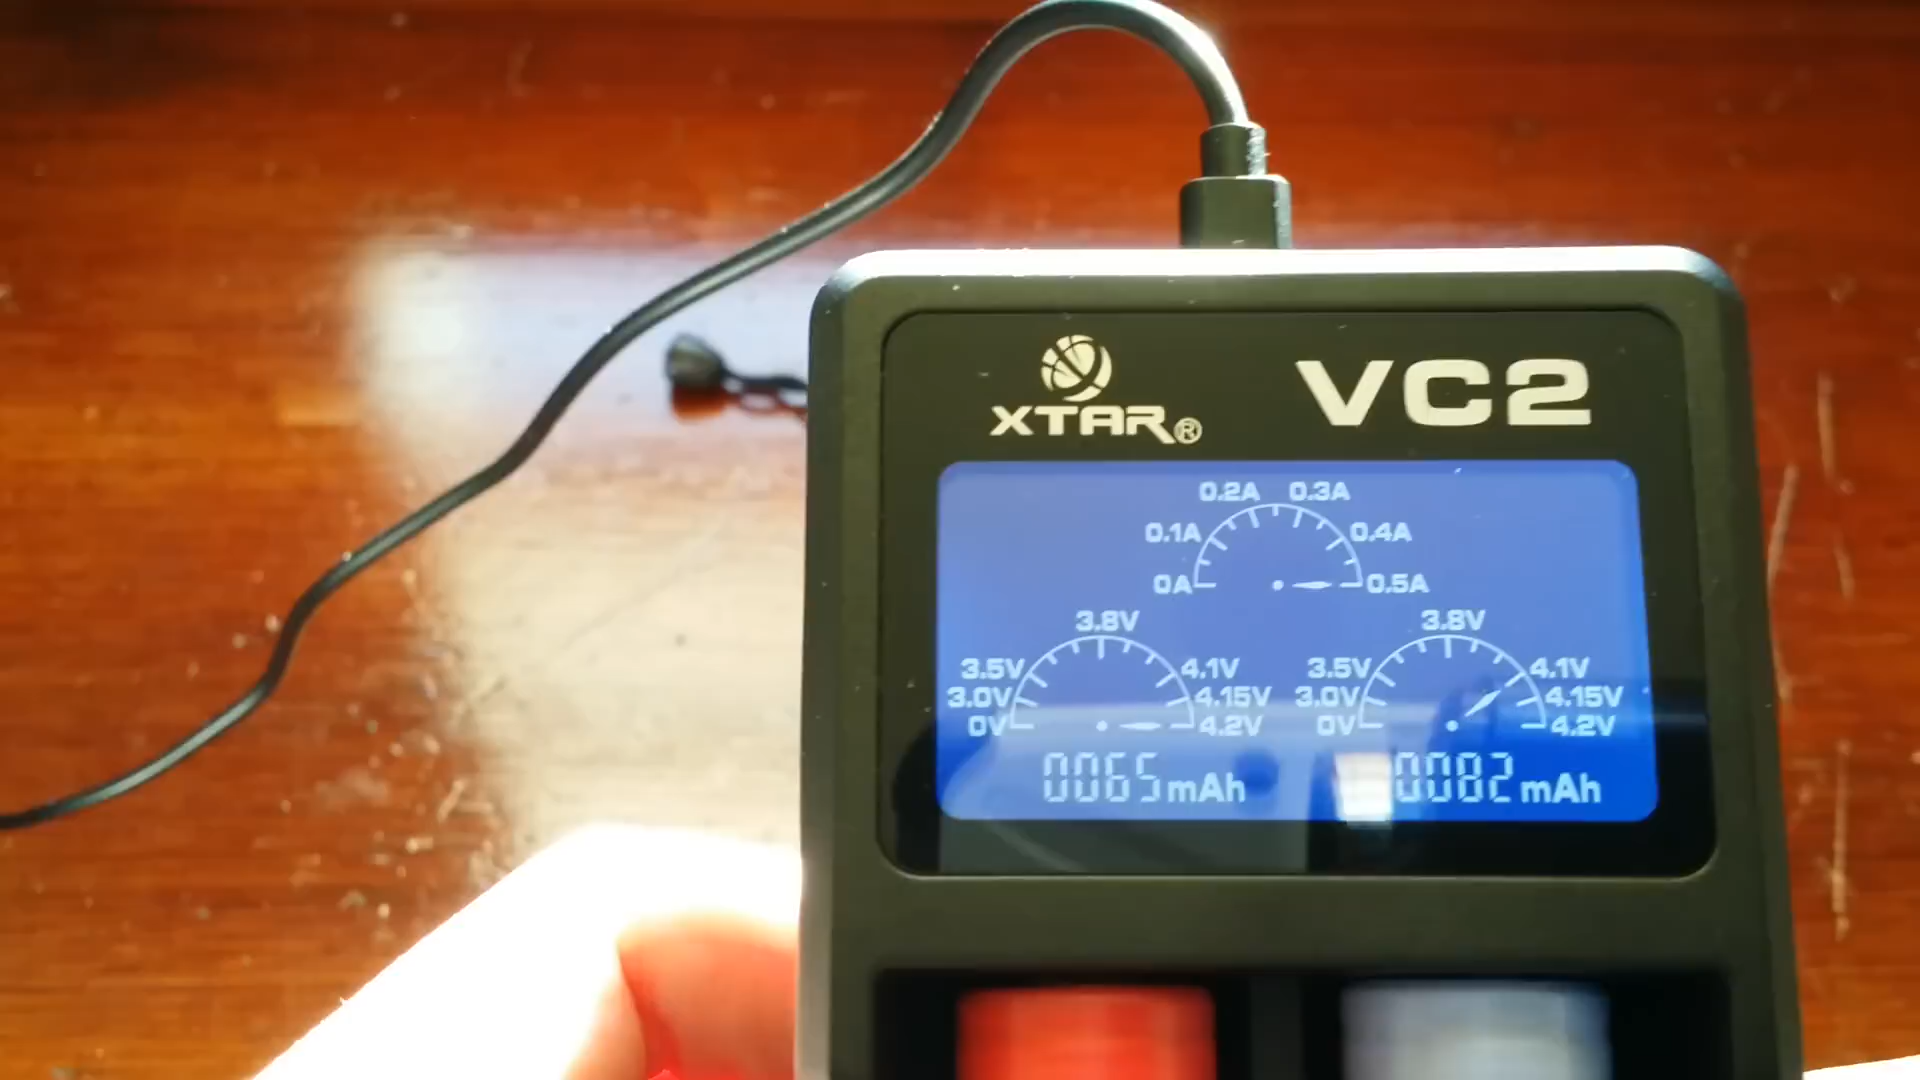 XTAR® VC2
0.2A 0.3A
0.1A 0.4A
0A 0.5A
3.8V 3.8V
3.5V 4.1V 3.5V 4.1V
3.0V 4.15V 3.0V 4.15V
0V 4.2V 0V 4.2V
0065mAh 0082mAh